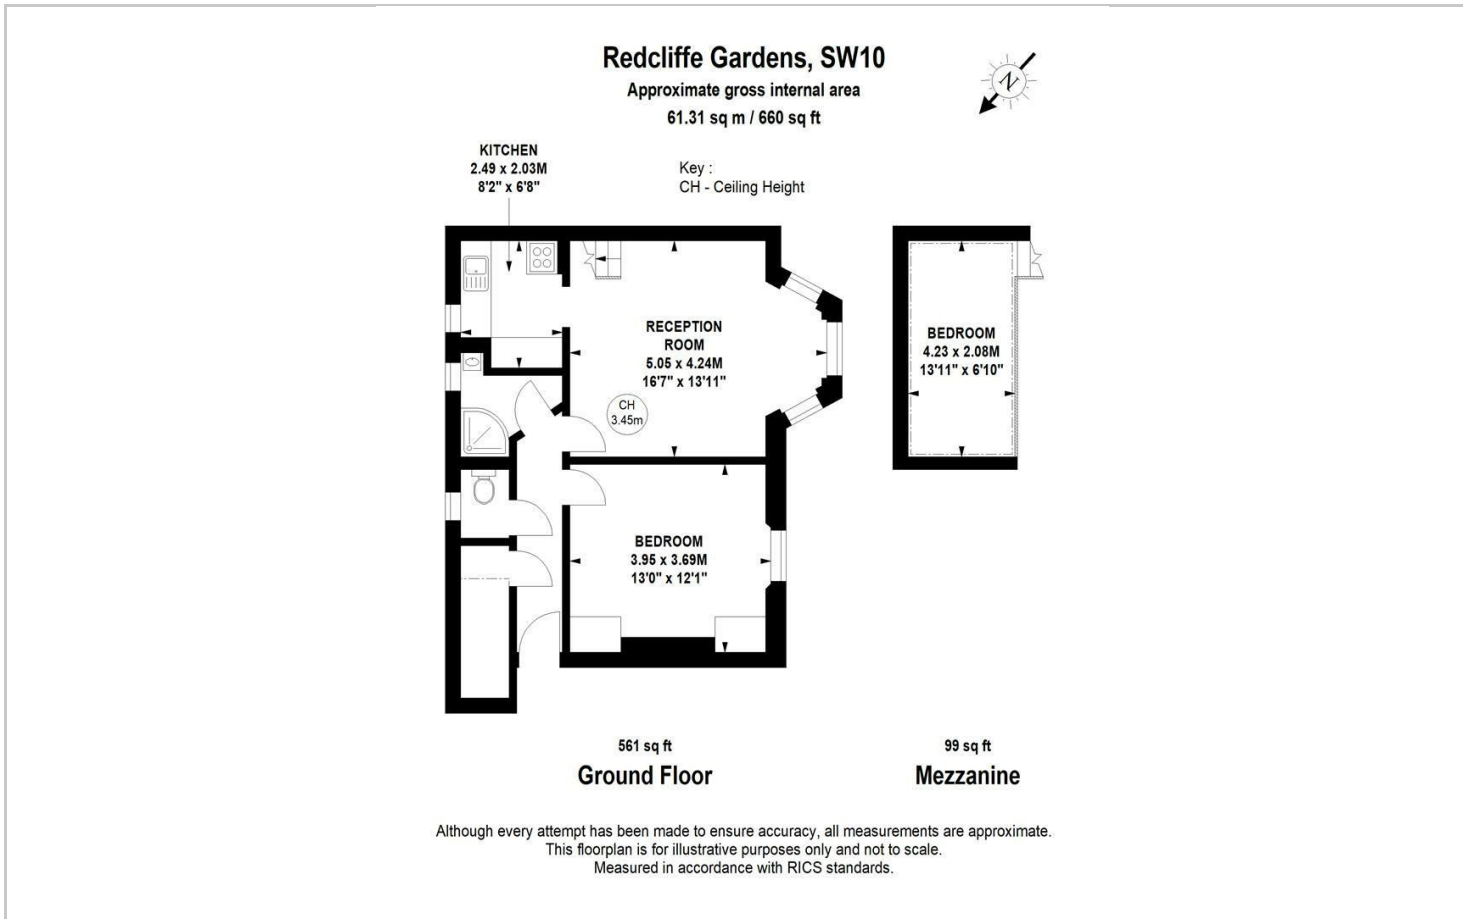 Redcliffe Gardens, SW10
Approximate gross internal area
61.31 sq m / 660 sq ft
N
Key :
CH - Ceiling Height
KITCHEN
2.49 x 2.03M
8'2" x 6'8"
RECEPTION
ROOM
5.05 x 4.24M
16'7" x 13'11"
CH
3.45m
BEDROOM
4.23 x 2.08M
13'11" x 6'10"
BEDROOM
3.95 x 3.69M
13'0" x 12'1"
561 sq ft
Ground Floor
99 sq ft
Mezzanine
Although every attempt has been made to ensure accuracy, all measurements are approximate.
This floorplan is for illustrative purposes only and not to scale.
Measured in accordance with RICS standards.